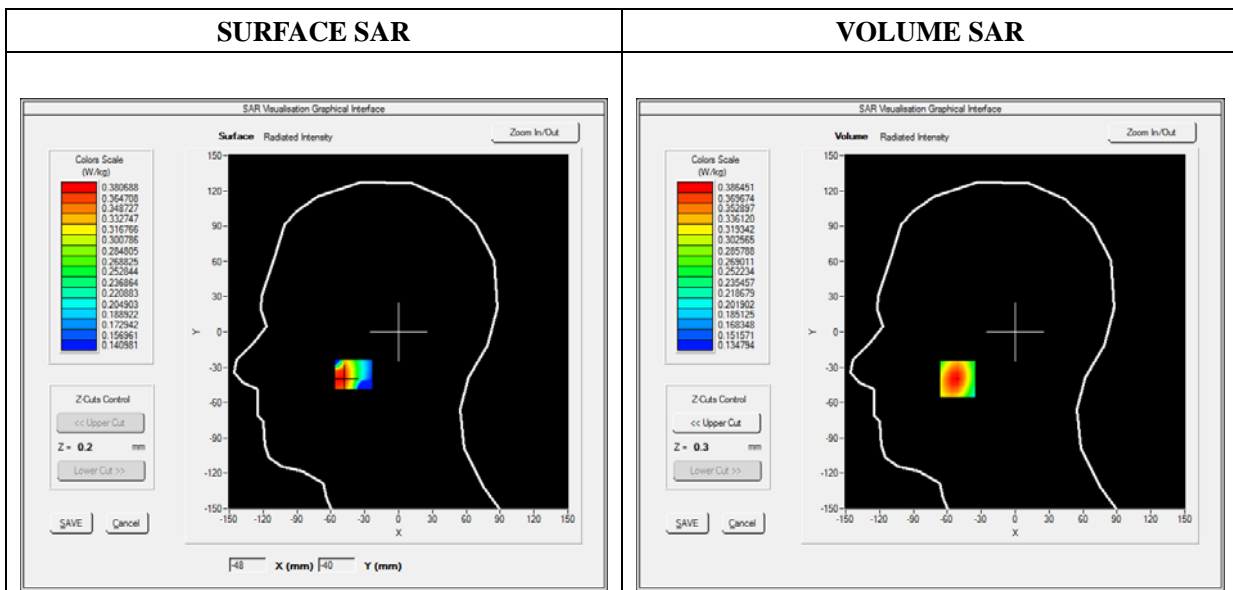 SURFACE SAR
SAR Visualisation Graphical Interface
Surface Radiated Intensity
Zoom In/Out
Colors Scale
(W/kg)
0.380688
0.364708
0.348727
0.332747
0.316766
0.300786
0.284805
0.268825
0.252844
0.236864
0.220883
0.204903
0.188922
0.172942
0.156961
0.140981
Z-Cuts Control
<< Upper Cut
Z = 0.2 mm
Lower Cut >>
SAVE Cancel
150
120
90
60
30
Y 0
-30
-60
-90
-120
-150
-150 -120 -90 -60 -30 0 30 60 90 120 150
X
-48 X (mm) -40 Y (mm)
VOLUME SAR
SAR Visualisation Graphical Interface
Volume Radiated Intensity
Zoom In/Out
Colors Scale
(W/kg)
0.386451
0.369674
0.352897
0.336120
0.319342
0.302565
0.285788
0.269011
0.252234
0.235457
0.218679
0.201902
0.185125
0.168348
0.151571
0.134794
Z-Cuts Control
<< Upper Cut
Z = 0.3 mm
Lower Cut >>
SAVE Cancel
150
120
90
60
30
Y 0
-30
-60
-90
-120
-150
-150 -120 -90 -60 -30 0 30 60 90 120 150
X